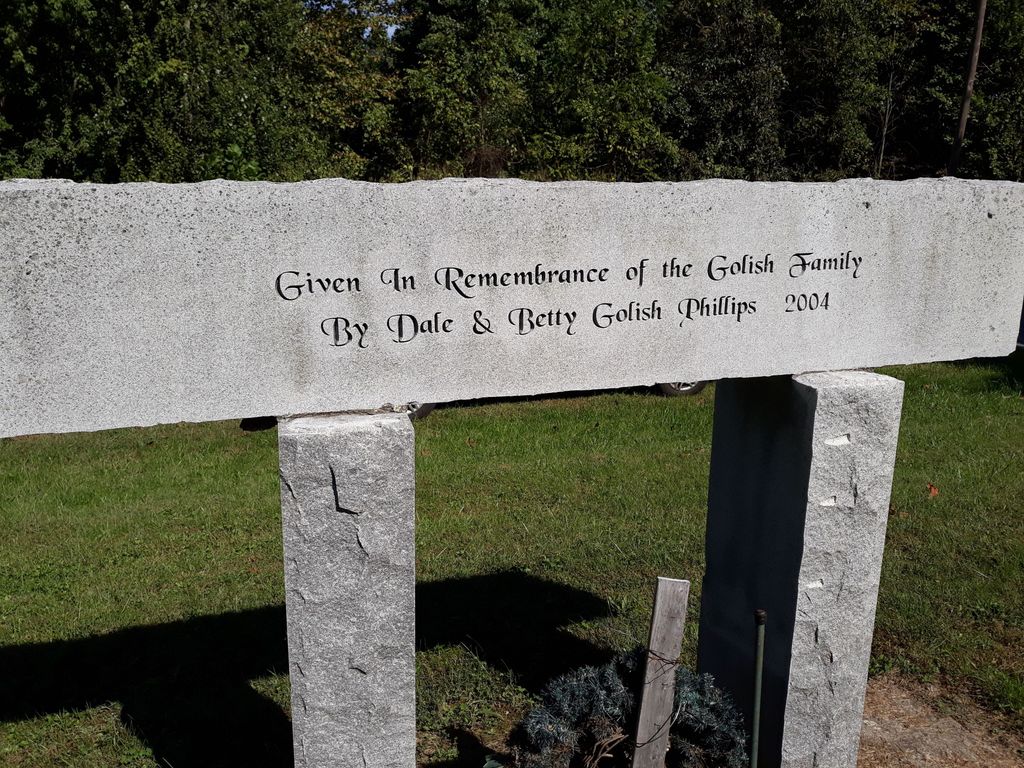 Given In Remembrance of the Golish Family
By Dale & Betty Golish Phillips 2004